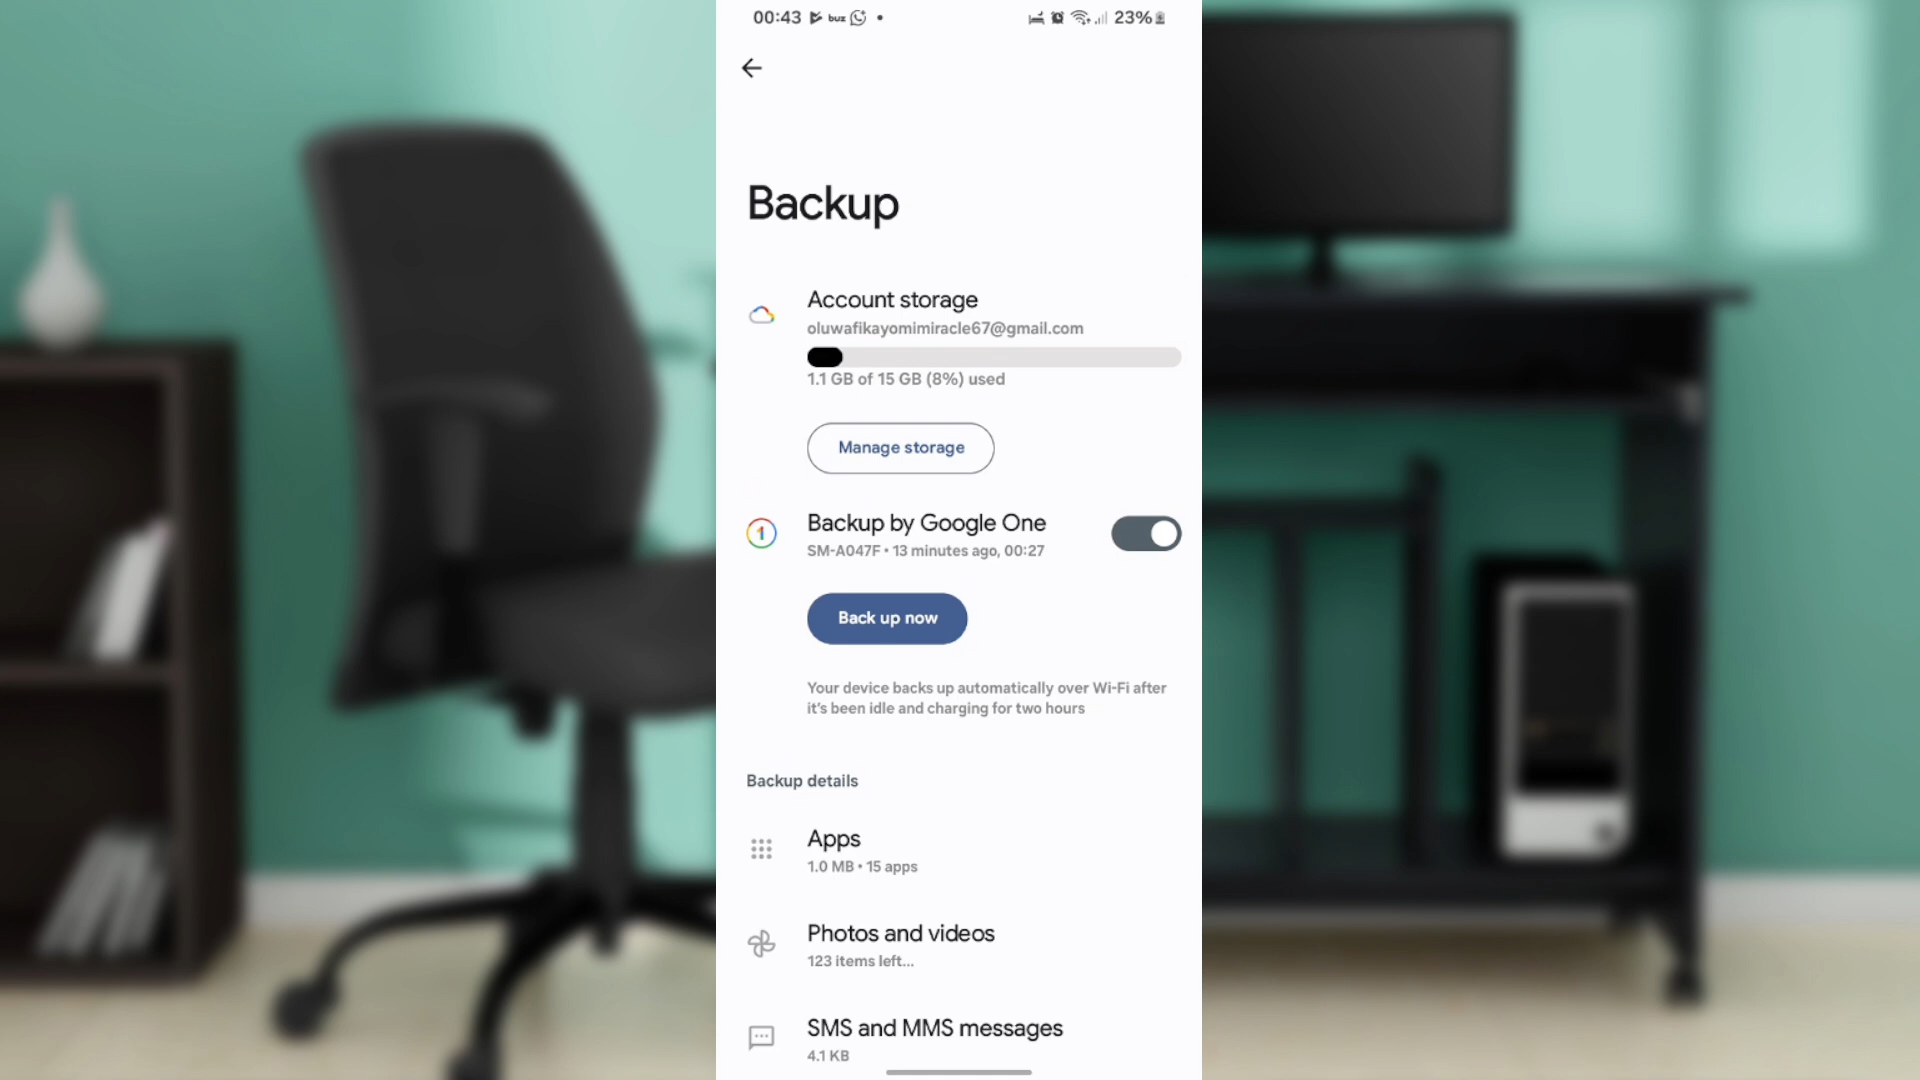 00:43 buz 23%
Backup
Account storage
oluwafikayomimiracle67@gmail.com
1.1 GB of 15 GB (8%) used
Manage storage
1 Backup by Google One
SM-A047F • 13 minutes ago, 00:27
Back up now
Your device backs up automatically over Wi-Fi after
it's been idle and charging for two hours
Backup details
Apps
1.0 MB • 15 apps
Photos and videos
123 items left...
SMS and MMS messages
4.1 KB